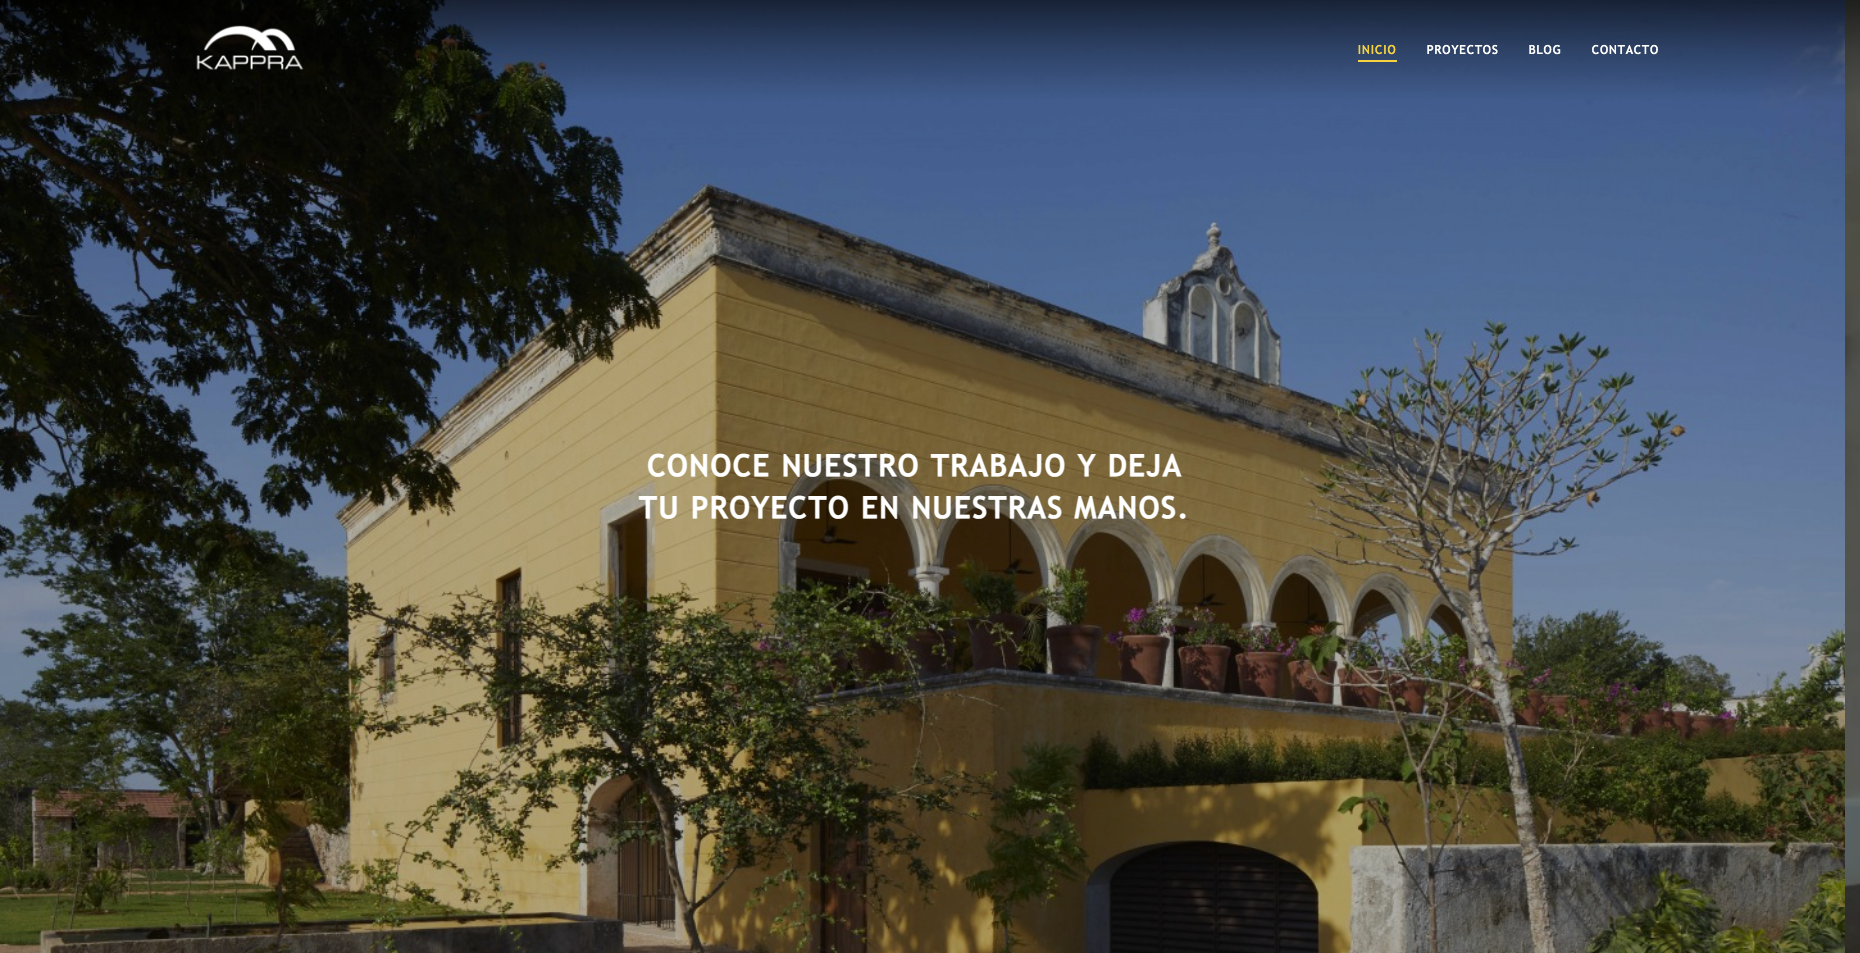 KAPPRA
INICIO PROYECTOS BLOG CONTACTO
CONOCE NUESTRO TRABAJO Y DEJA
TU PROYECTO EN NUESTRAS MANOS.